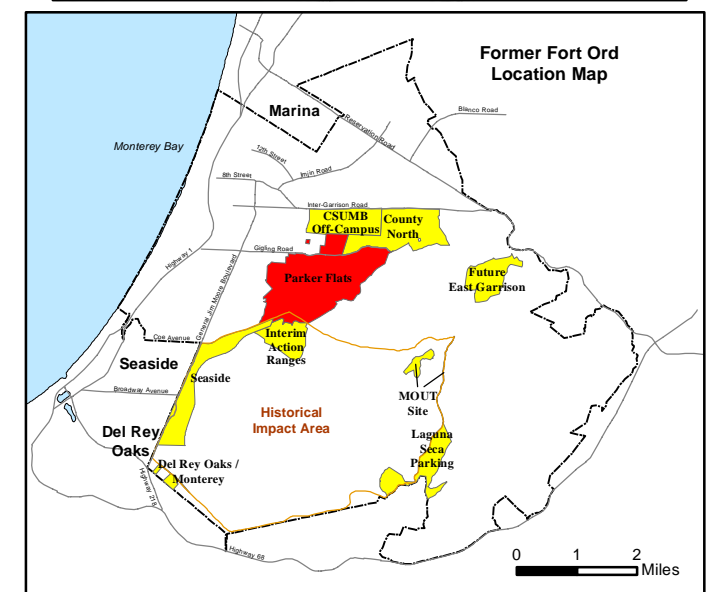 Former Fort Ord
Location Map
Marina
Blanco Road
Reservation Road
Monterey Bay
12th Street
Imjin Road
8th Street
Inter-Garrison Road
CSUMB
Off-Campus
County
North
Gigling Road
Highway 1
General Jim Moore Boulevard
Parker Flats
Future
East Garrison
Coe Avenue
Interim
Action
Ranges
Seaside
Seaside
Broadway Avenue
MOUT
Site
Historical
Impact Area
Del Rey
Oaks
Laguna
Seca
Parking
Del Rey Oaks /
Monterey
Highway 218
Highway 68
0 1 2
Miles